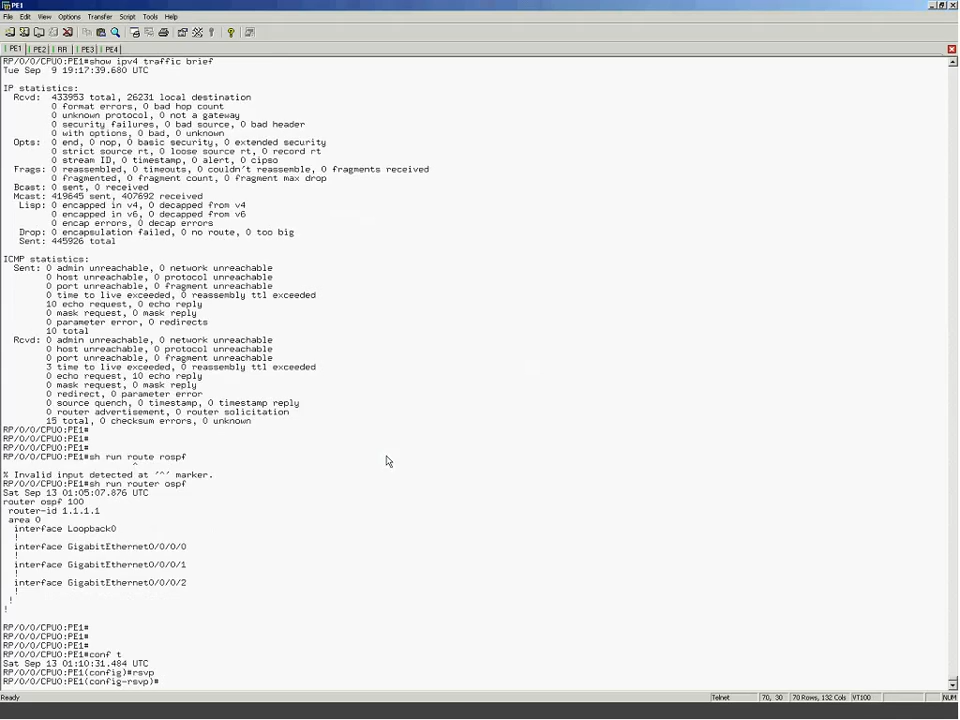 PE1
File Edit View Options Transfer Script Tools Help
PE1 PE2 RR PE3 PE4
RP/0/0/CPU0:PE1#show ipv4 traffic brief
Tue Sep  9 19:17:39.680 UTC
IP statistics:
Rcvd: 433953 total, 26231 local destination
0 format errors, 0 bad hop count
0 unknown protocol, 0 not a gateway
0 security failures, 0 bad source, 0 bad header
0 with options, 0 bad, 0 unknown
Opts: 0 end, 0 nop, 0 basic security, 0 extended security
0 strict source rt, 0 loose source rt, 0 record rt
0 stream ID, 0 timestamp, 0 alert, 0 cipso
Frags: 0 reassembled, 0 timeouts, 0 couldn't reassemble, 0 fragments received
0 fragmented, 0 fragment count, 0 fragment max drop
Bcast: 0 sent, 0 received
Mcast: 419645 sent, 407692 received
Lisp: 0 encapped in v4, 0 decapped from v4
0 encapped in v6, 0 decapped from v6
0 encap errors, 0 decap errors
Drop: 0 encapsulation failed, 0 no route, 0 too big
Sent: 445926 total
ICMP statistics:
Sent: 0 admin unreachable, 0 network unreachable
0 host unreachable, 0 protocol unreachable
0 port unreachable, 0 fragment unreachable
0 time to live exceeded, 0 reassembly ttl exceeded
10 echo request, 0 echo reply
0 mask request, 0 mask reply
0 parameter error, 0 redirects
10 total
Rcvd: 0 admin unreachable, 0 network unreachable
0 host unreachable, 0 protocol unreachable
0 port unreachable, 0 fragment unreachable
3 time to live exceeded, 0 reassembly ttl exceeded
0 echo request, 10 echo reply
0 mask request, 0 mask reply
0 redirect, 0 parameter error
0 source quench, 0 timestamp, 0 timestamp reply
0 router advertisement, 0 router solicitation
15 total, 0 checksum errors, 0 unknown
RP/0/0/CPU0:PE1#
RP/0/0/CPU0:PE1#
RP/0/0/CPU0:PE1#
RP/0/0/CPU0:PE1#sh run route rospf
^
% Invalid input detected at '^' marker.
RP/0/0/CPU0:PE1#sh run router ospf
Sat Sep 13 01:05:07.876 UTC
router ospf 100
router-id 1.1.1.1
area 0
interface Loopback0
!
interface GigabitEthernet0/0/0/0
!
interface GigabitEthernet0/0/0/1
!
interface GigabitEthernet0/0/0/2
!
!
!
RP/0/0/CPU0:PE1#
RP/0/0/CPU0:PE1#
RP/0/0/CPU0:PE1#
RP/0/0/CPU0:PE1#conf t
Sat Sep 13 01:10:31.484 UTC
RP/0/0/CPU0:PE1(config)#rsvp
RP/0/0/CPU0:PE1(config-rsvp)#
Ready Telnet 70, 30 70 Rows, 132 Cols VT100 NUM